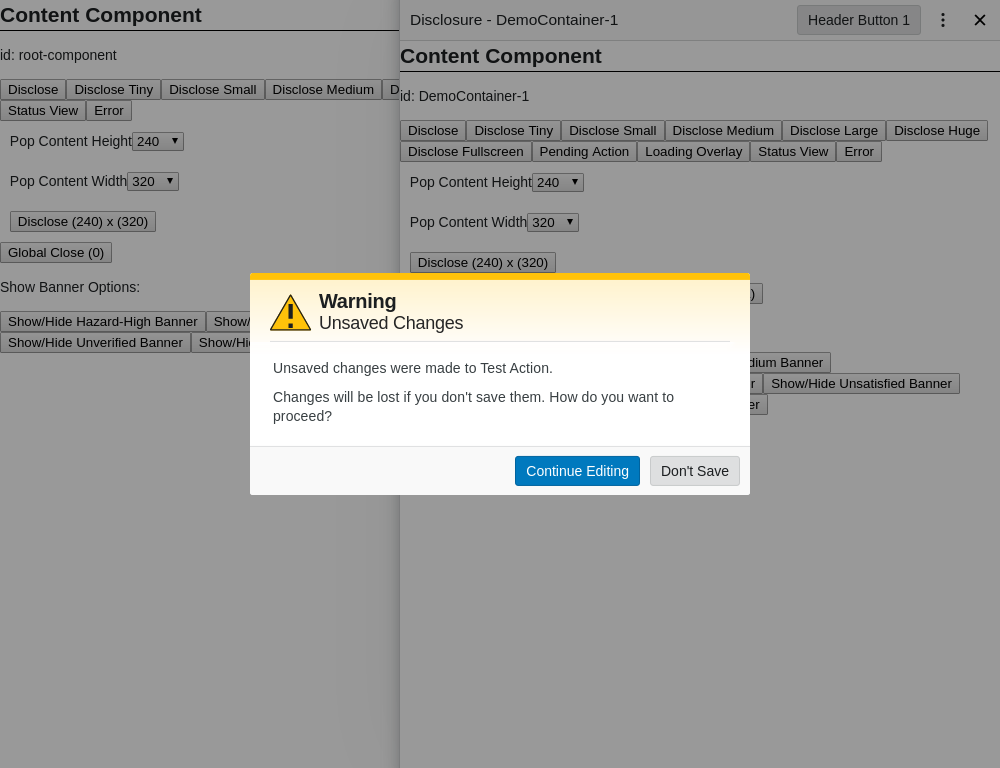 Content Component
id: root-component
Disclose Disclose Tiny Disclose Small Disclose Medium
Status View Error
Pop Content Height 240
Pop Content Width 320
Disclose (240) x (320)
Global Close (0)
Show Banner Options:
Show/Hide Hazard-High Banner
Show/Hide Unverified Banner
Disclosure - DemoContainer-1 Header Button 1
Content Component
id: DemoContainer-1
Disclose Disclose Tiny Disclose Small Disclose Medium Disclose Large Disclose Huge
Disclose Fullscreen Pending Action Loading Overlay Status View Error
Pop Content Height 240
Pop Content Width 320
Disclose (240) x (320)
Banner
Show/Hide Unsatisfied Banner
Warning
Unsaved Changes
Unsaved changes were made to Test Action.
Changes will be lost if you don't save them. How do you want to
proceed?
Continue Editing Don't Save